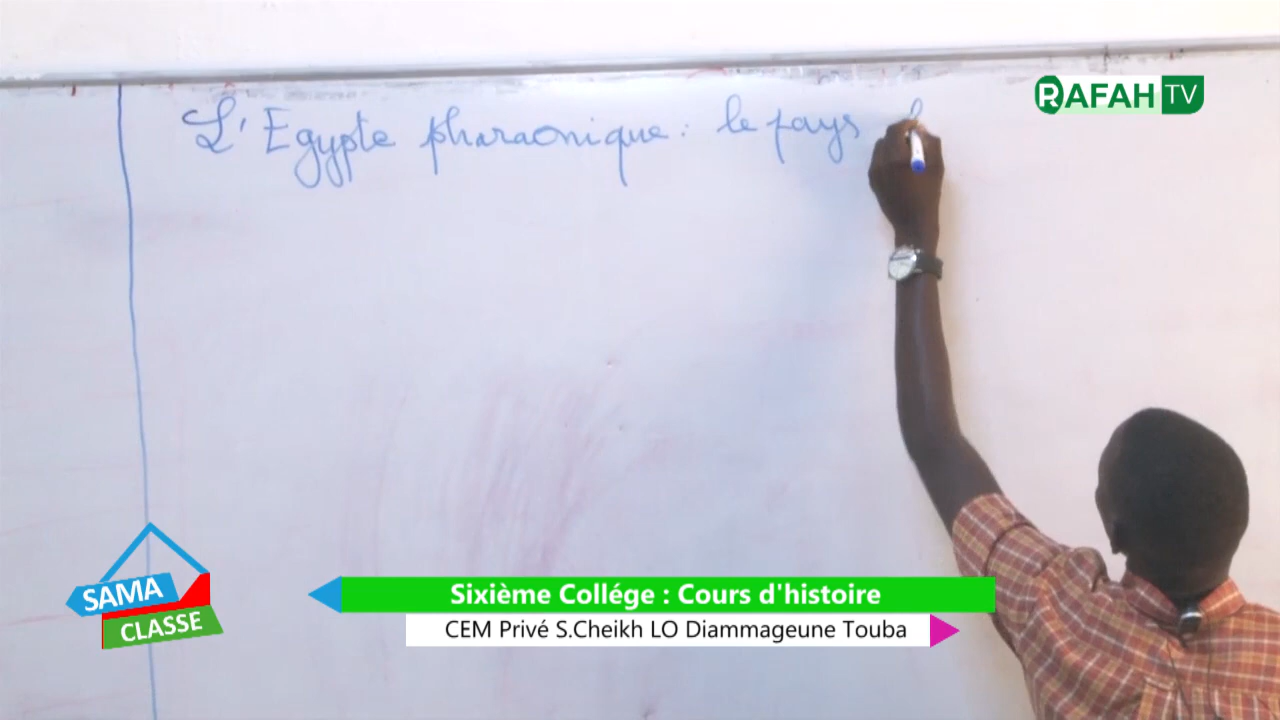 L'Egypte pharaonique : le pays
RAFAH TV
SAMA
CLASSE
Sixième Collége : Cours d'histoire
CEM Privé S.Cheikh LO Diammageune Touba